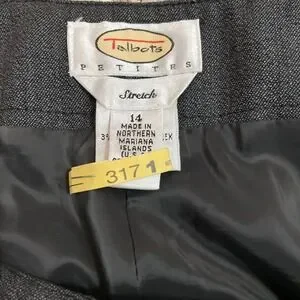 Talbots
PETITES
Stretch
14
MADE IN
NORTHERN
MARIANA
ISLANDS
3171